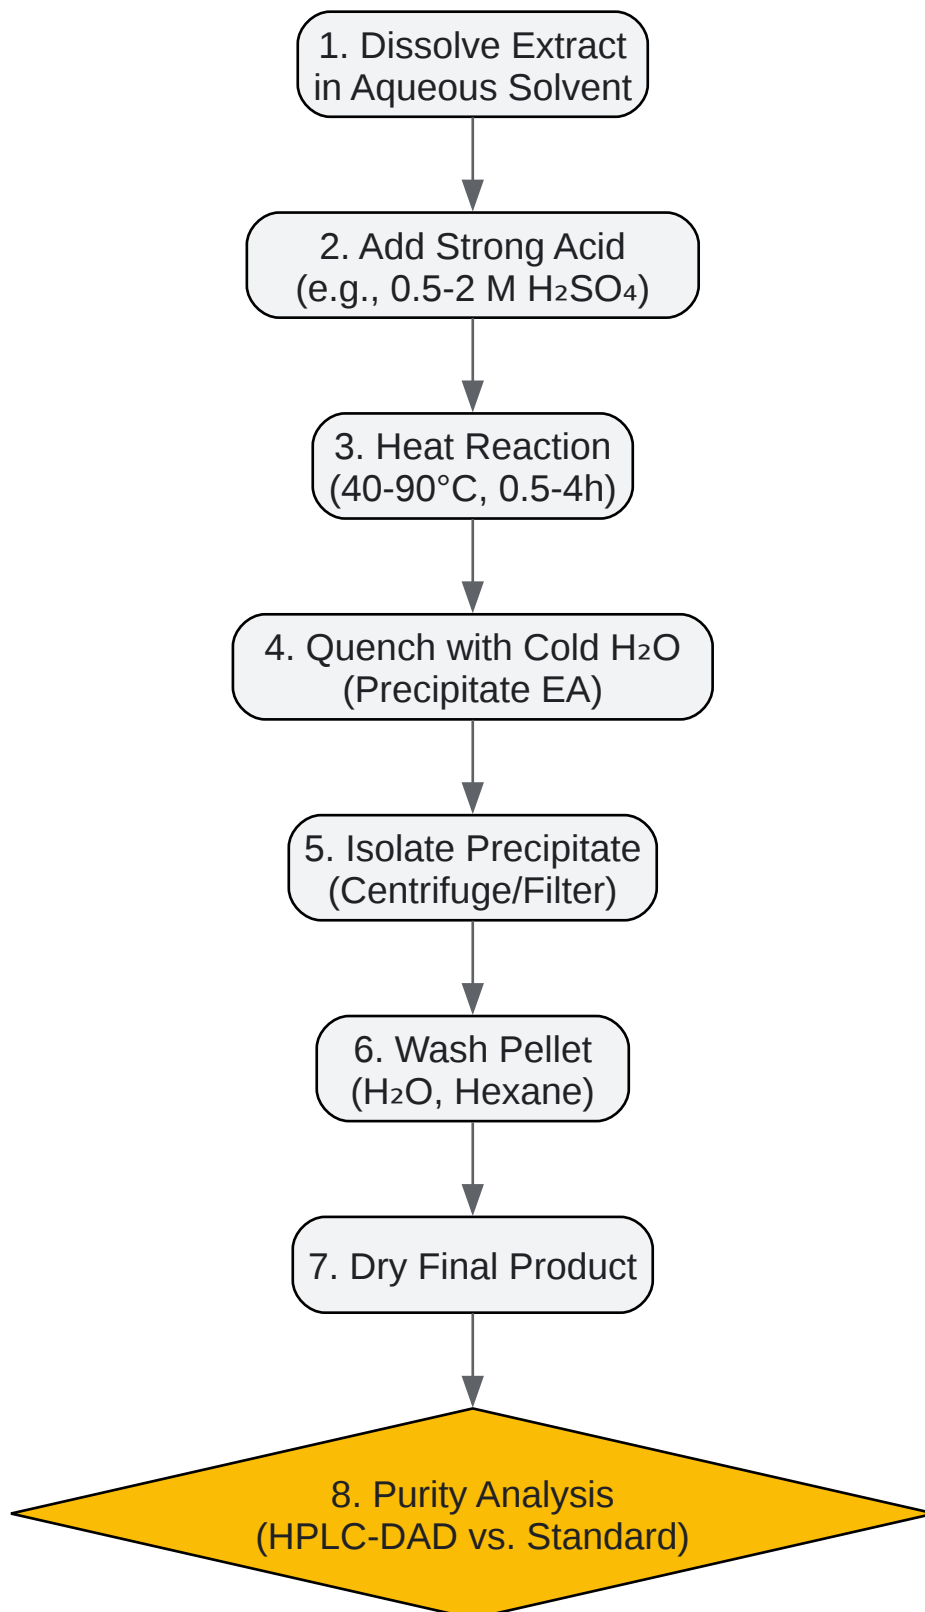 1. Dissolve Extract
in Aqueous Solvent
2. Add Strong Acid
(e.g., 0.5-2 M H₂SO₄)
3. Heat Reaction
(40-90°C, 0.5-4h)
4. Quench with Cold H₂O
(Precipitate EA)
5. Isolate Precipitate
(Centrifuge/Filter)
6. Wash Pellet
(H₂O, Hexane)
7. Dry Final Product
8. Purity Analysis
(HPLC-DAD vs. Standard)